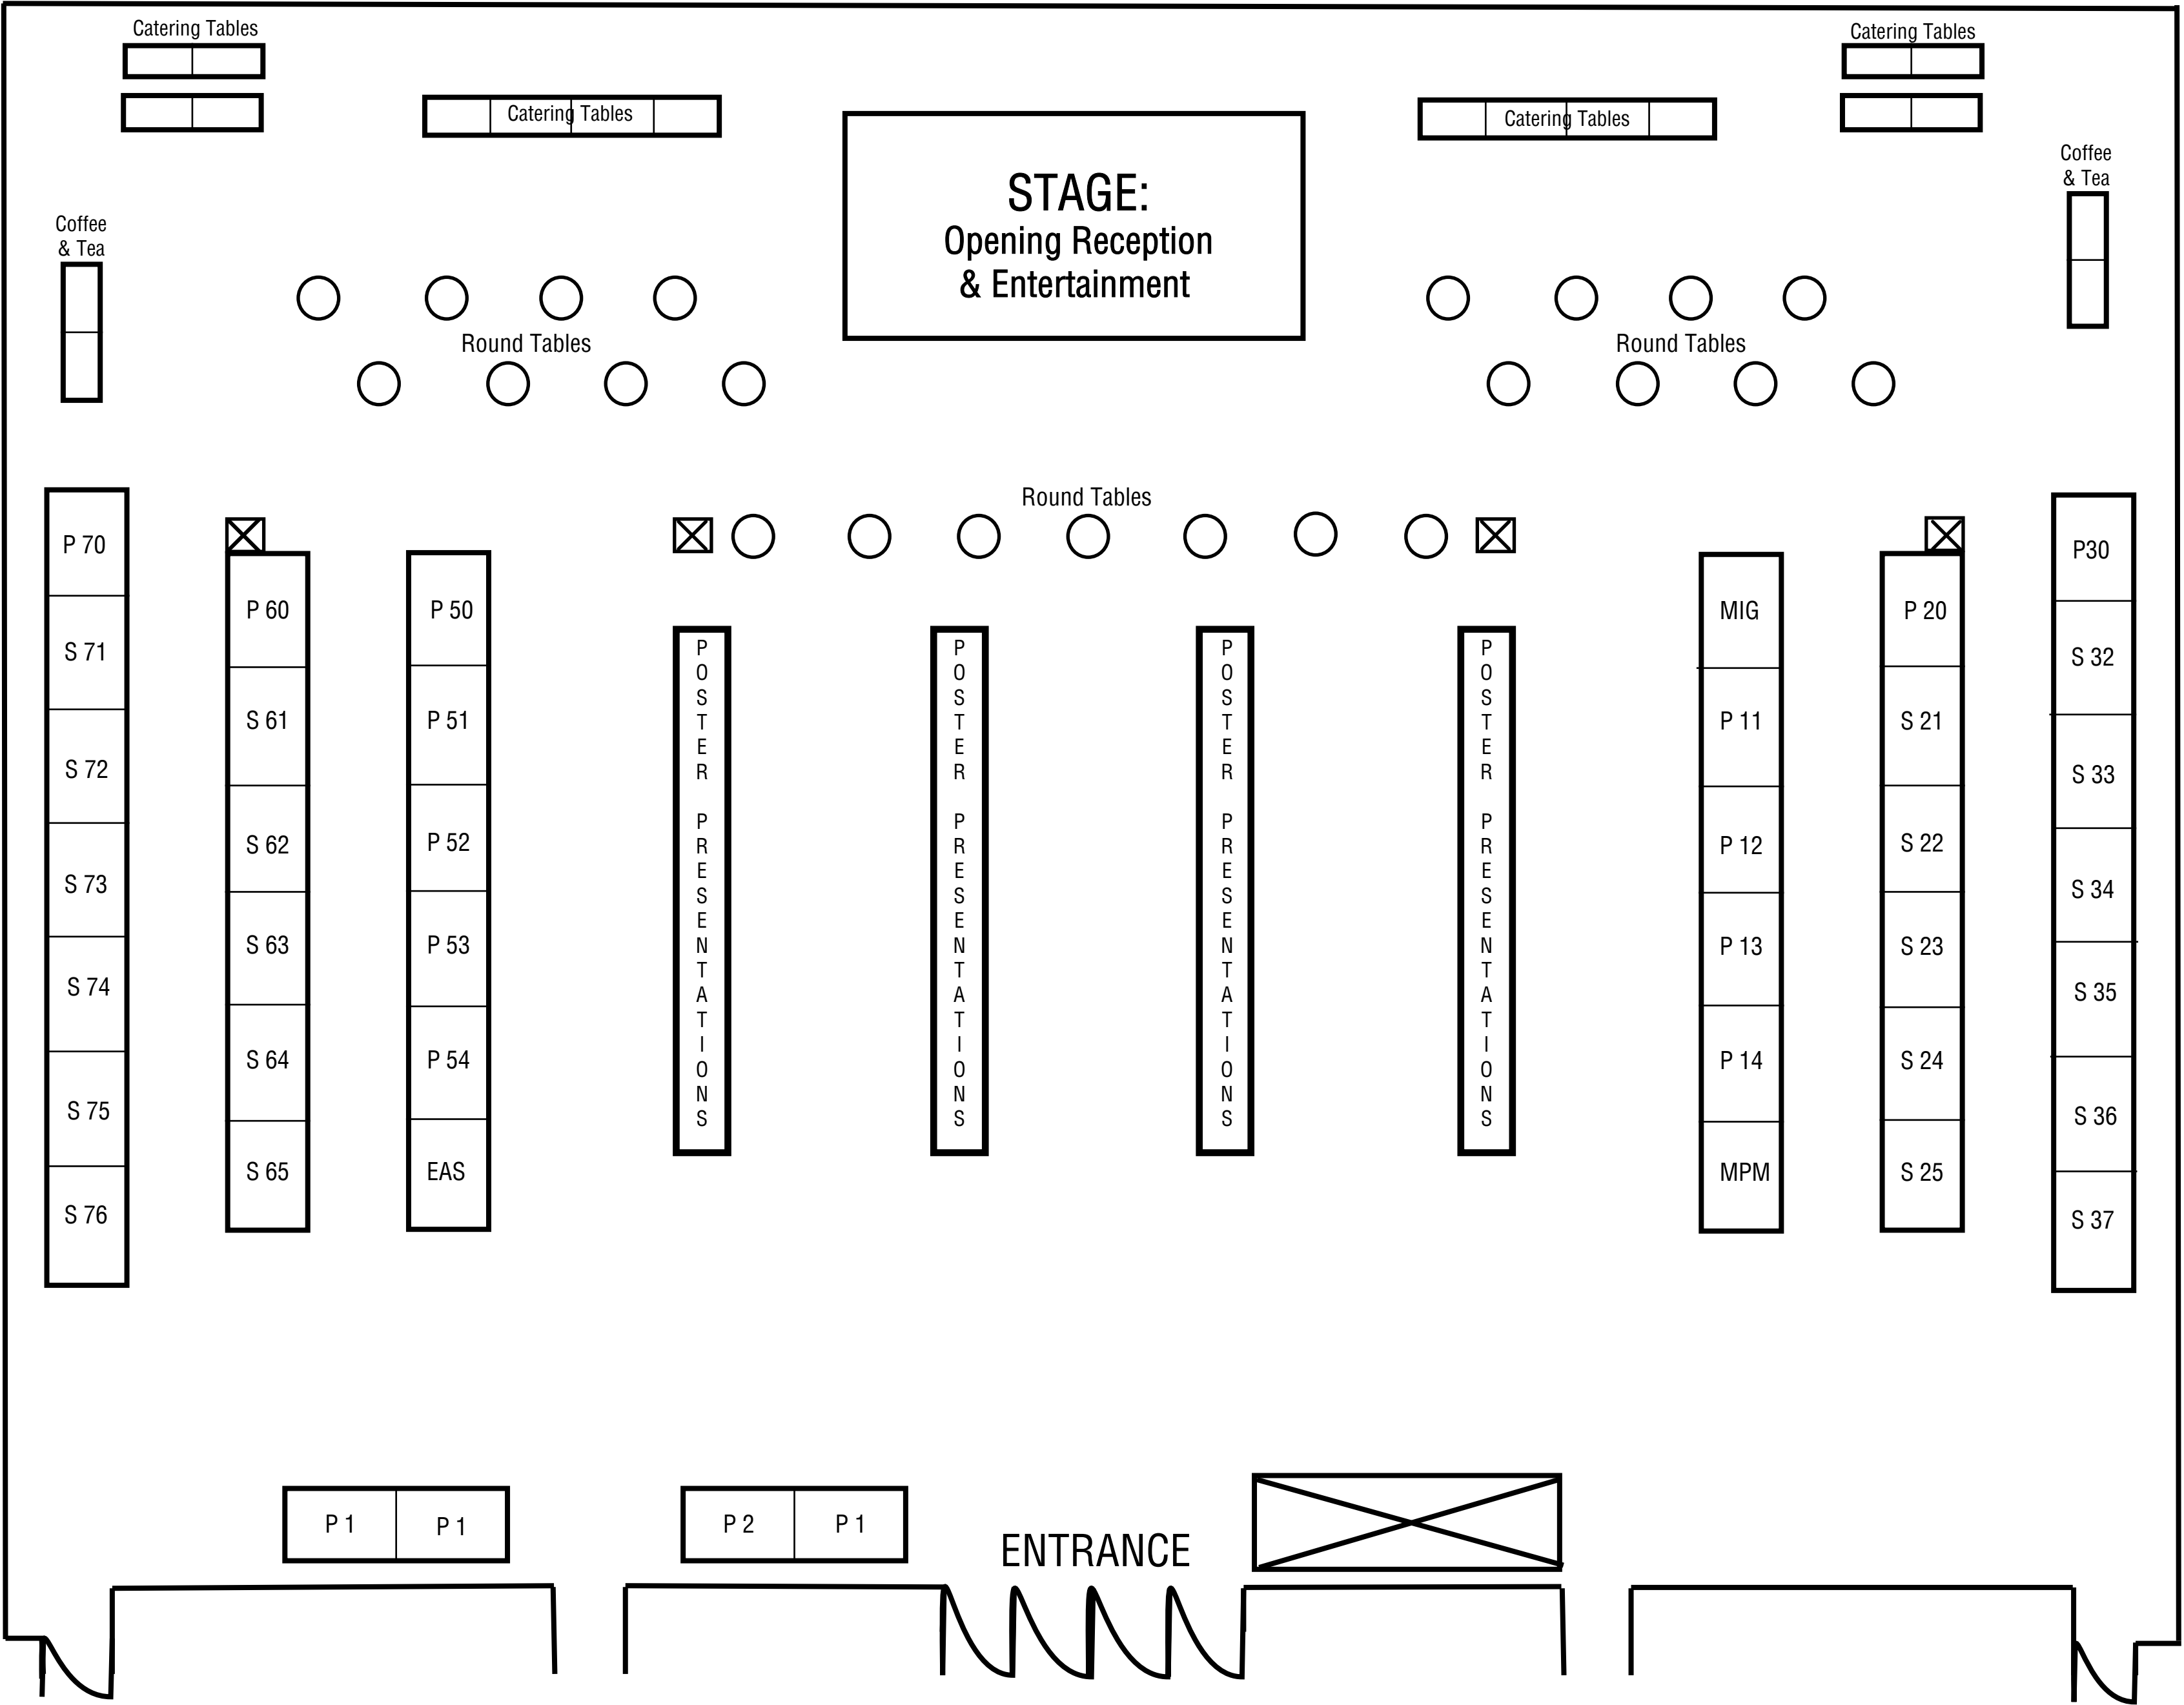 Catering Tables
Catering Tables
Catering Tables
Catering Tables
Coffee
& Tea
STAGE:
Opening Reception
& Entertainment
Coffee
& Tea
Round Tables
Round Tables
Round Tables
P 70
S 71
S 72
S 73
S 74
S 75
S 76
P 60
S 61
S 62
S 63
S 64
S 65
P 50
P 51
P 52
P 53
P 54
EAS
POSTER PRESENTATIONS
POSTER PRESENTATIONS
POSTER PRESENTATIONS
POSTER PRESENTATIONS
MIG
P 11
P 12
P 13
P 14
MPM
P 20
S 21
S 22
S 23
S 24
S 25
P30
S 32
S 33
S 34
S 35
S 36
S 37
P 1
P 1
P 2
P 1
ENTRANCE